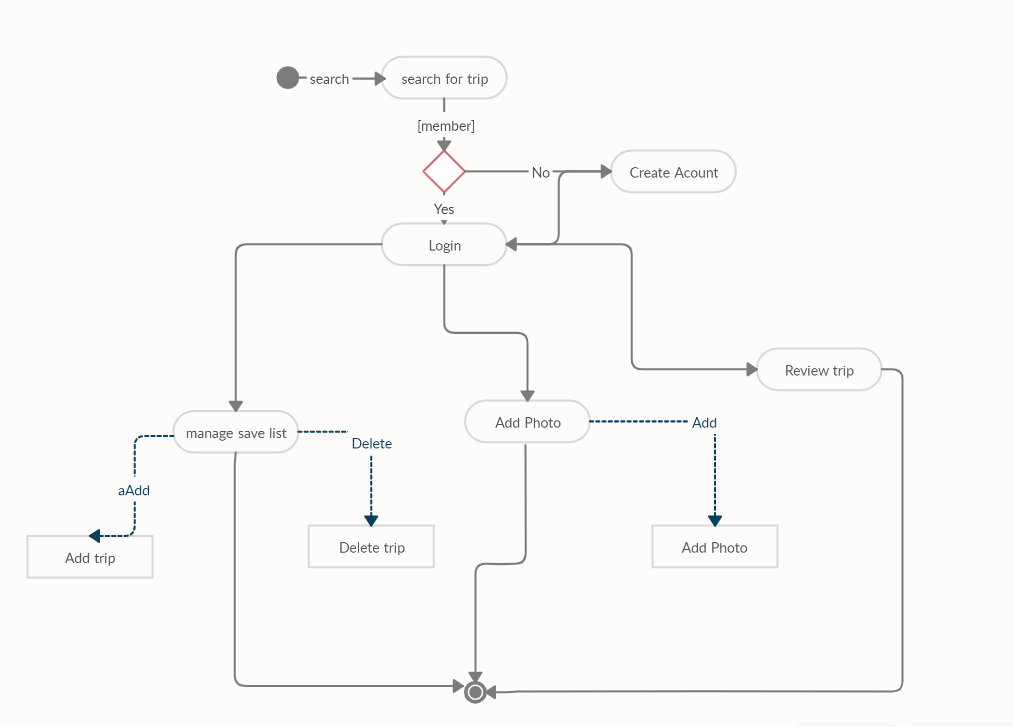 search
search for trip
[member]
No
Create Acount
Yes
Login
Review trip
manage save list
Add Photo
Add
Delete
aAdd
Add trip
Delete trip
Add Photo